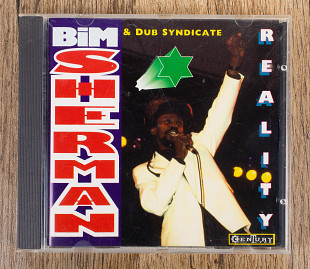 BiM
& DUB SYNDICATE
SHERMAN
REALITY
CENTURY